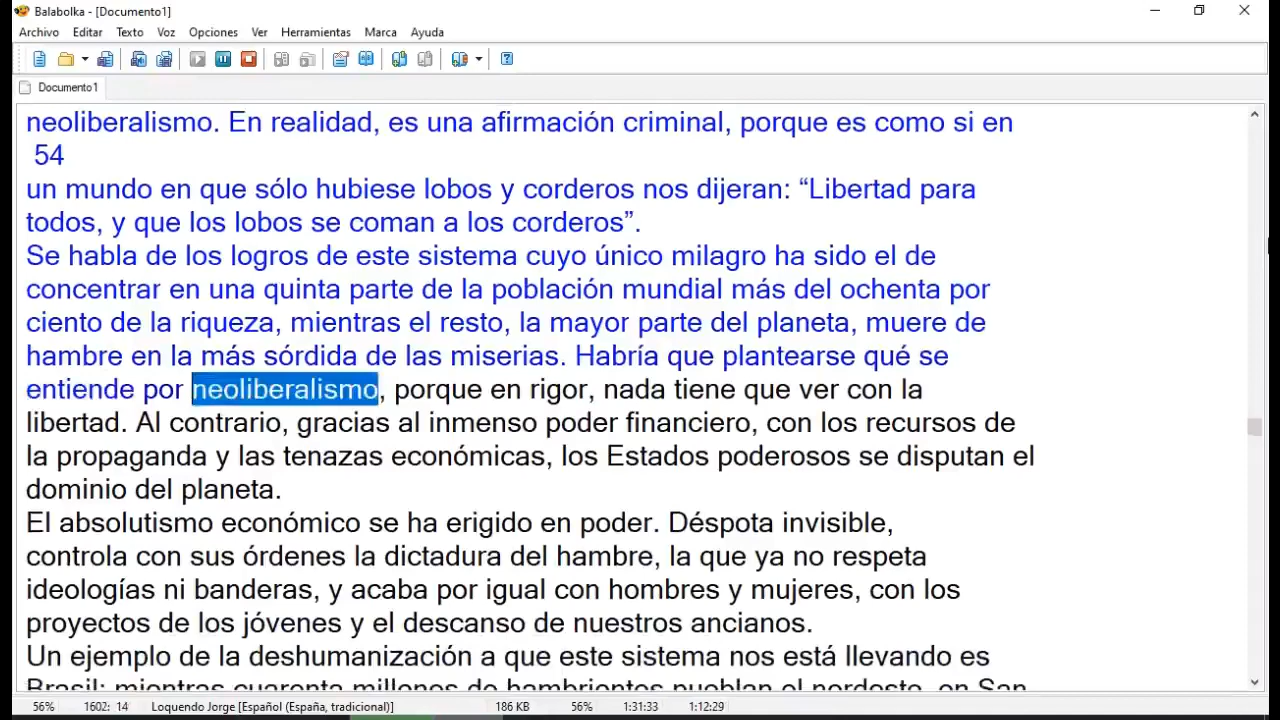 Balabolka - [Documento1]
Archivo Editar Texto Voz Opciones Ver Herramientas Marca Ayuda
Documento1
neoliberalismo. En realidad, es una afirmación criminal, porque es como si en
54
un mundo en que sólo hubiese lobos y corderos nos dijeran: “Libertad para
todos, y que los lobos se coman a los corderos”.
Se habla de los logros de este sistema cuyo único milagro ha sido el de
concentrar en una quinta parte de la población mundial más del ochenta por
ciento de la riqueza, mientras el resto, la mayor parte del planeta, muere de
hambre en la más sórdida de las miserias. Habría que plantearse qué se
entiende por neoliberalismo, porque en rigor, nada tiene que ver con la
libertad. Al contrario, gracias al inmenso poder financiero, con los recursos de
la propaganda y las tenazas económicas, los Estados poderosos se disputan el
dominio del planeta.
El absolutismo económico se ha erigido en poder. Déspota invisible,
controla con sus órdenes la dictadura del hambre, la que ya no respeta
ideologías ni banderas, y acaba por igual con hombres y mujeres, con los
proyectos de los jóvenes y el descanso de nuestros ancianos.
Un ejemplo de la deshumanización a que este sistema nos está llevando es
Brasil: mientras cuarenta millones de hambrientos pueblan el nordeste, en San
56% 1602: 14 Loquendo Jorge [Español (España, tradicional)] 186 KB 56% 1:31:33 1:12:29